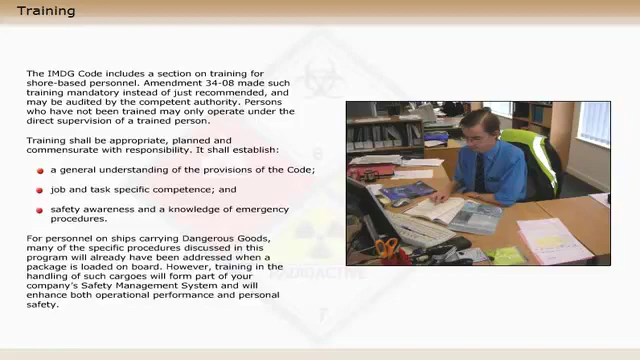 Training
The IMDG Code includes a section on training for
shore-based personnel. Amendment 34-08 made such
training mandatory instead of just recommended, and
may be audited by the competent authority. Persons
who have not been trained may only operate under the
direct supervision of a trained person.
Training shall be appropriate, planned and
commensurate with responsibility. It shall establish:
a general understanding of the provisions of the Code;
job and task specific competence; and
safety awareness and a knowledge of emergency
procedures.
For personnel on ships carrying Dangerous Goods,
many of the specific procedures discussed in this
program will already have been addressed when a
package is loaded on board. However, training in the
handling of such cargoes will form part of your
company's Safety Management System and will
enhance both operational performance and personal
safety.
RADIOACTIVE
7